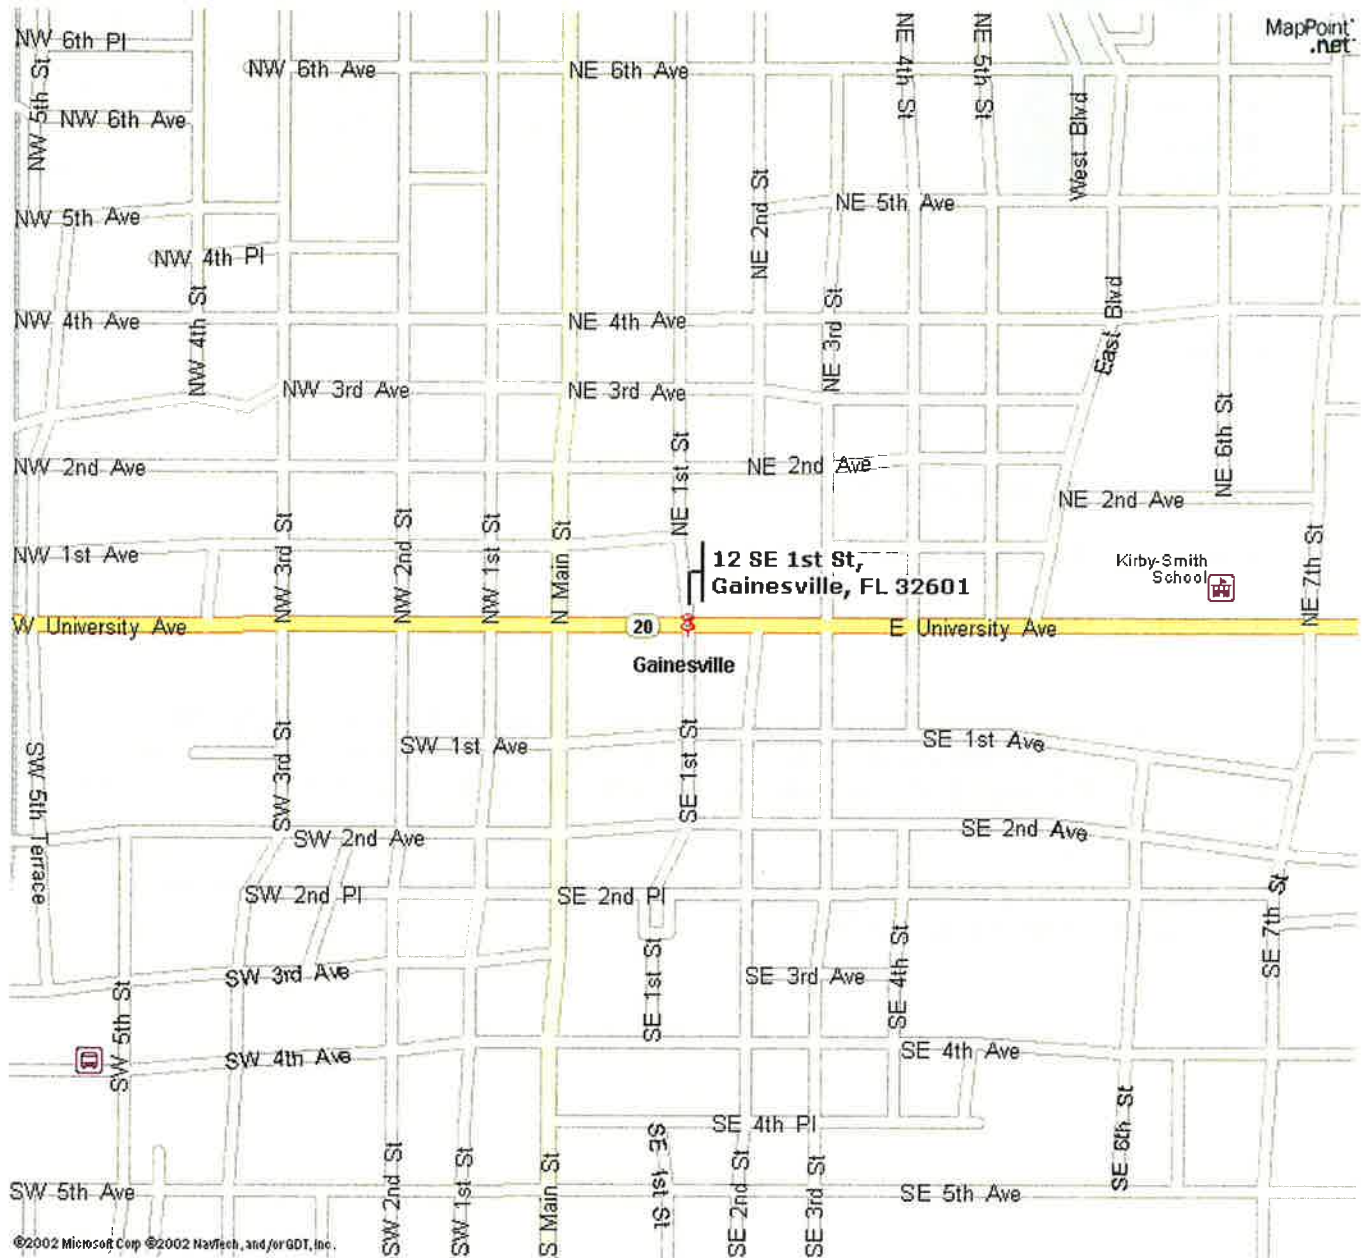 MapPoint
.net
NW 6th Pl
NW 6th Ave
NE 6th Ave
NE 4th St
NE 5th St
West Blvd
NW 5th St
NW 6th Ave
NW 5th Ave
NE 2nd St
NE 5th Ave
NW 4th Pl
NW 4th St
NW 4th Ave
NE 4th Ave
NE 3rd St
East Blvd
NW 3rd Ave
NE 3rd Ave
NE 6th St
NW 2nd Ave
NE 1st St
NE 2nd Ave
NE 2nd Ave
NW 1st Ave
NW 3rd St
NW 2nd St
NW 1st St
N Main St
12 SE 1st St,
Gainesville, FL 32601
Kirby-Smith
School
NE 7th St
W University Ave
20
E University Ave
Gainesville
SW 5th Terrace
SW 3rd St
SW 1st Ave
SE 1st St
SE 1st Ave
SW 2nd Ave
SE 2nd Ave
SW 2nd Pl
SE 2nd Pl
SE 7th St
SW 3rd Ave
SE 1st St
SE 3rd Ave
SE 4th St
SW 5th St
SW 4th Ave
SE 4th Ave
SE 4th Pl
SE 6th St
SW 5th Ave
SW 2nd St
SW 1st St
S Main St
SE 1st St
SE 2nd St
SE 3rd St
SE 5th Ave
©2002 Microsoft Corp ©2002 NavTech, and/or GDT, Inc.